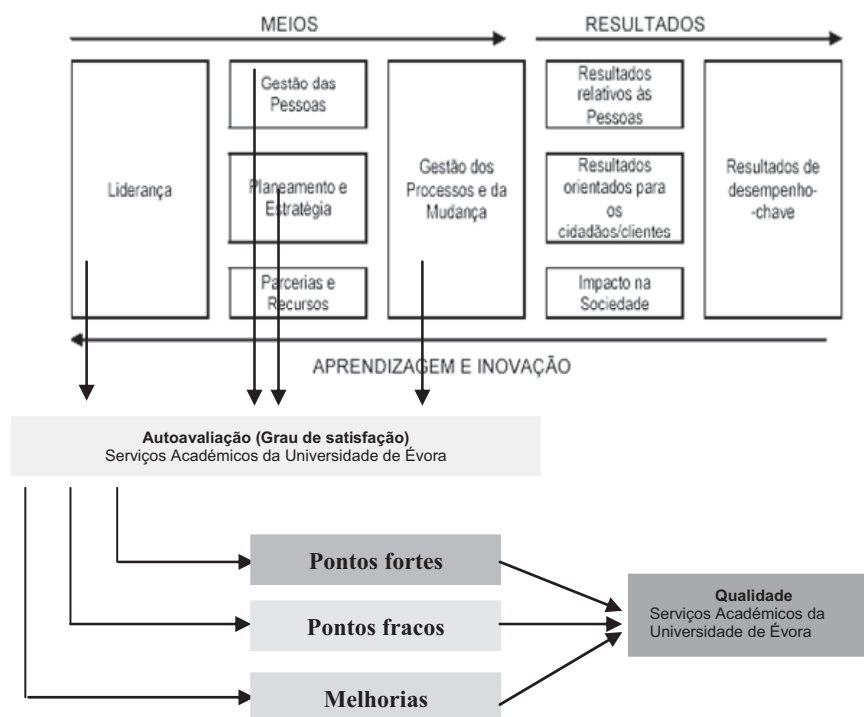 MEIOS
RESULTADOS
Liderança
Gestão das
Pessoas
Planeamento e
Estratégia
Parcerias e
Recursos
Gestão dos
Processos e da
Mudança
Resultados
relativos às
Pessoas
Resultados
orientados para
os
cidadãos/clientes
Impacto na
Sociedade
Resultados de
desempenho-
-chave
APRENDIZAGEM E INOVAÇÃO
Autoavaliação (Grau de satisfação)
Serviços Académicos da Universidade de Évora
Pontos fortes
Pontos fracos
Melhorias
Qualidade
Serviços Académicos da
Universidade de Évora